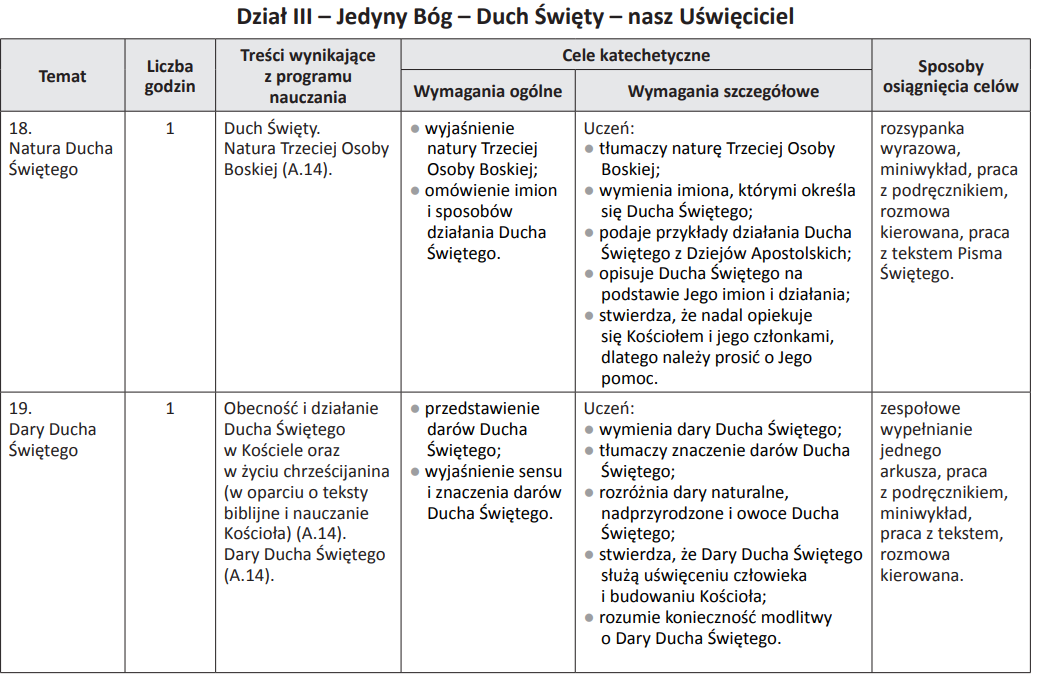 Dział III – Jedyny Bóg – Duch Święty – nasz Uświęciciel
Temat
Liczba
godzin
Treści wynikające
z programu
nauczania
Cele katechetyczne
Wymagania ogólne
Wymagania szczegółowe
Sposoby
osiągnięcia celów
18.
Natura Ducha
Świętego
1
Duch Święty.
Natura Trzeciej Osoby
Boskiej (A.14).
● wyjaśnienie
natury Trzeciej
Osoby Boskiej;
● omówienie imion
i sposobów
działania Ducha
Świętego.
Uczeń:
● tłumaczy naturę Trzeciej Osoby
Boskiej;
● wymienia imiona, którymi określa
się Ducha Świętego;
● podaje przykłady działania Ducha
Świętego z Dziejów Apostolskich;
● opisuje Ducha Świętego na
podstawie Jego imion i działania;
● stwierdza, że nadal opiekuje
się Kościołem i jego członkami,
dlatego należy prosić o Jego
pomoc.
rozsypanka
wyrazowa,
miniwykład, praca
z podręcznikiem,
rozmowa
kierowana, praca
z tekstem Pisma
Świętego.
19.
Dary Ducha
Świętego
1
Obecność i działanie
Ducha Świętego
w Kościele oraz
w życiu chrześcijanina
(w oparciu o teksty
biblijne i nauczanie
Kościoła) (A.14).
Dary Ducha Świętego
(A.14).
● przedstawienie
darów Ducha
Świętego;
● wyjaśnienie sensu
i znaczenia darów
Ducha Świętego.
Uczeń:
● wymienia dary Ducha Świętego;
● tłumaczy znaczenie darów Ducha
Świętego;
● rozróżnia dary naturalne,
nadprzyrodzone i owoce Ducha
Świętego;
● stwierdza, że Dary Ducha Świętego
służą uświęceniu człowieka
i budowaniu Kościoła;
● rozumie konieczność modlitwy
o Dary Ducha Świętego.
zespołowe
wypełnianie
jednego
arkusza, praca
z podręcznikiem,
miniwykład,
praca z tekstem,
rozmowa
kierowana.